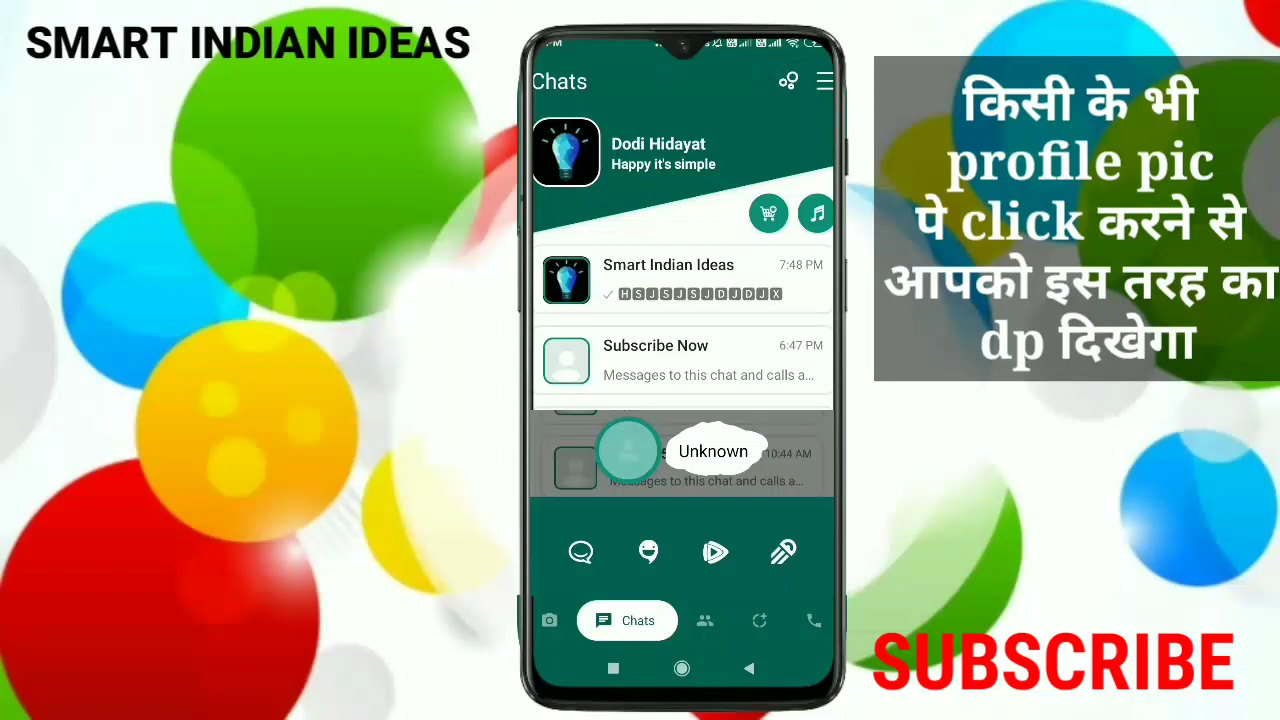 SMART INDIAN IDEAS
PM
Chats
Dodi Hidayat
Happy it's simple
Smart Indian Ideas
7:48 PM
✓ 🅷🆂🅹🆂🅹🆂🅹🅳🅹🅳🅹🆇
Subscribe Now
6:47 PM
Messages to this chat and calls a...
Unknown
10:44 AM
Messages to this chat and calls a...
Chats
किसी के भी
profile pic
पे click करने से
आपको इस तरह का
dp दिखेगा
SUBSCRIBE